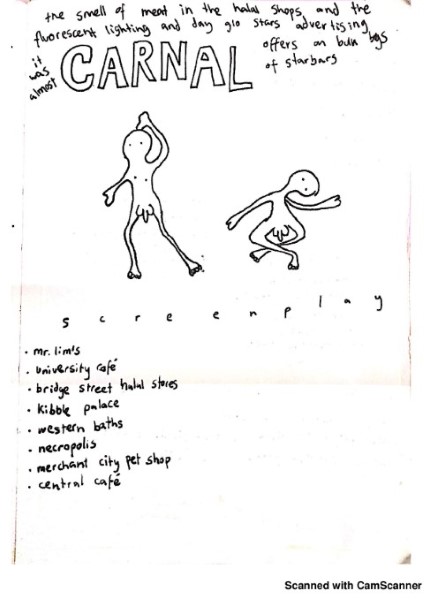 the smell of meat in the halal shops and the
fluorescent lighting and day glo stars advertising
offers on bulk bags
of starbars
it was almost
CARNAL
screenplay
· mr. lim's
· university café
· bridge street halal stores
· kibble palace
· western baths
· necropolis
· merchant city pet shop
· central café
Scanned with CamScanner